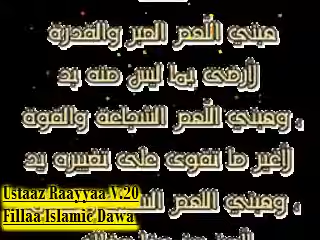 هبني اللهم الصبر والقدرة
لأرضى بما ليس منه بد
، وهبني اللهم الشجاعة والقوة
لأغير ما تقوى على تغييره يد
، وهبني اللهم
Ustaaz Raayyaa V.20
Fillaa Islamic Dawa